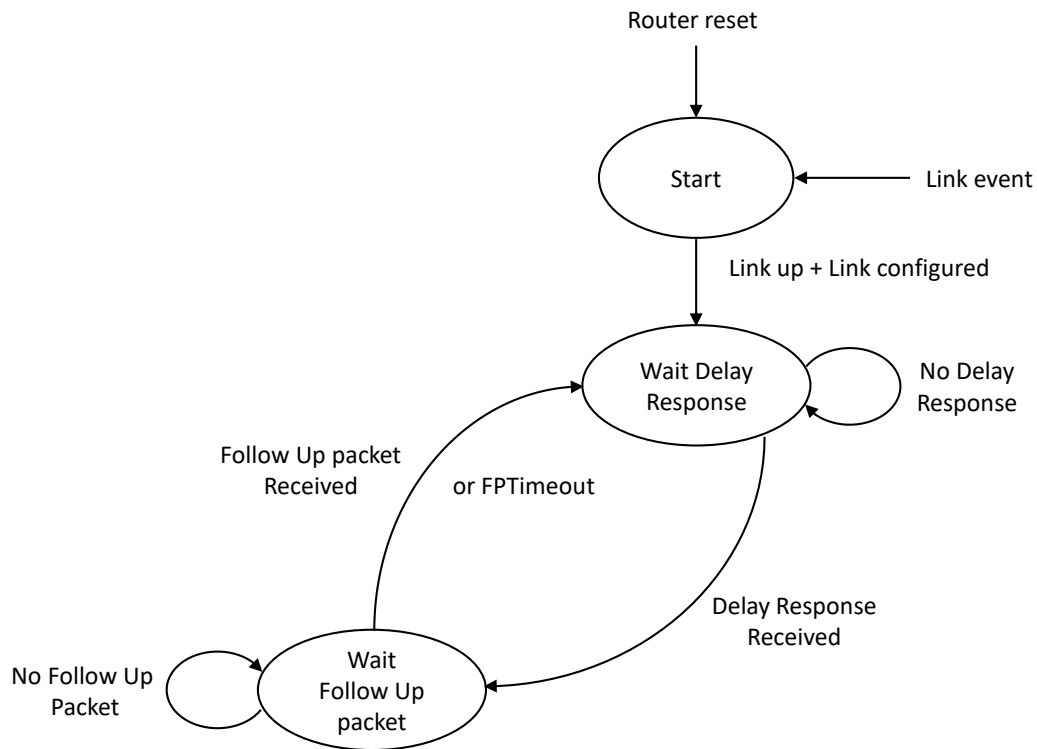 Router reset
Start
Link event
Link up + Link configured
Wait Delay
Response
No Delay
Response
Follow Up packet
Received
or FPTimeout
Delay Response
Received
Wait
Follow Up
packet
No Follow Up
Packet